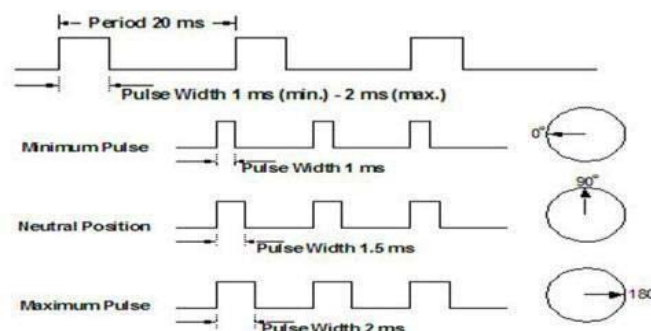 Period 20 ms
Pulse Width 1 ms (min.) - 2 ms (max.)
Minimum Pulse
0°
Pulse Width 1 ms
90°
Neutral Position
Pulse Width 1.5 ms
Maximum Pulse
180
Pulse Width 2 ms